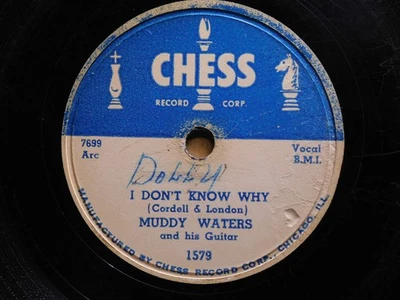 CHESS
RECORD CORP.
7699 Vocal
Arc B.M.I.
Dolly
I DON'T KNOW WHY
(Cordell & London)
MUDDY WATERS
and his Guitar
1579
MANUFACTURED BY CHESS RECORD CORP., CHICAGO, ILL.